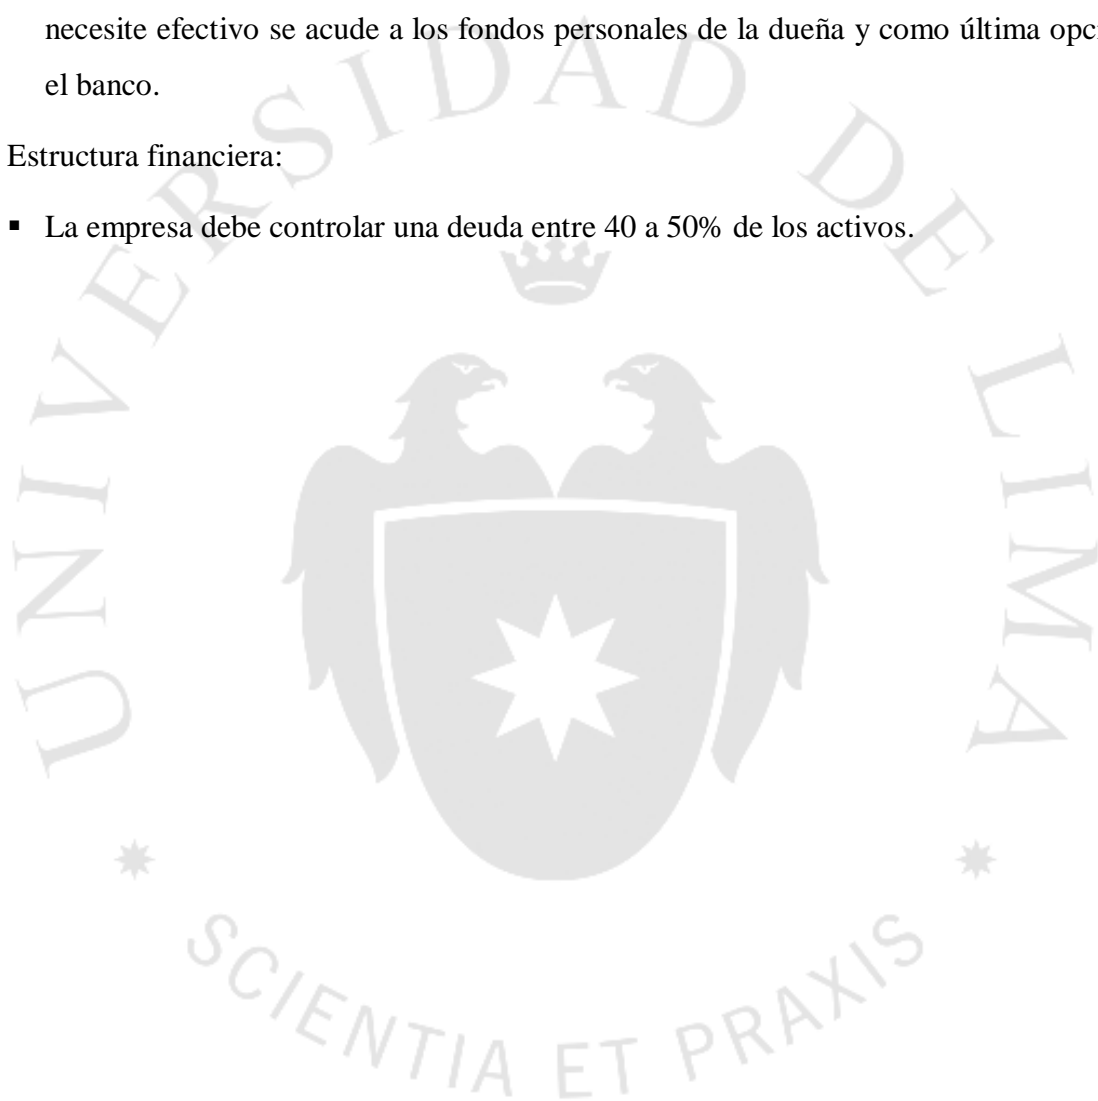 necesite efectivo se acude a los fondos personales de la dueña y como última
el banco.
Estructura financiera:
▪ La empresa debe controlar una deuda entre 40 a 50% de los activos.
UNIVERSIDAD DE LIMA
SCIENTIA ET PRAXIS